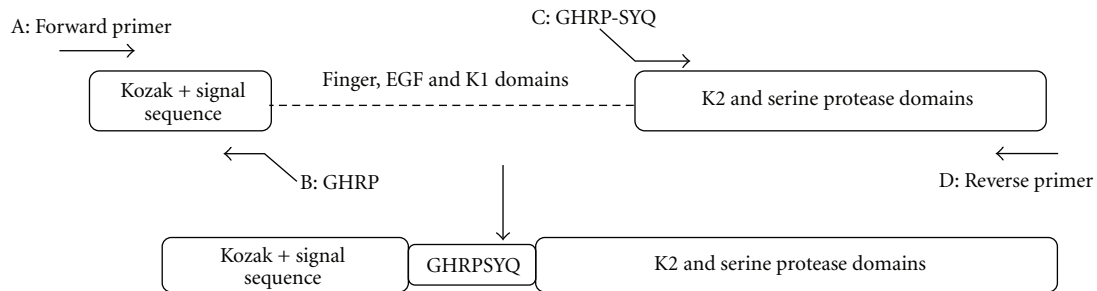 A: Forward primer
C: GHRP-SYQ
Kozak + signal
sequence
Finger, EGF and K1 domains
K2 and serine protease domains
B: GHRP
D: Reverse primer
Kozak + signal
sequence
GHRPSYQ
K2 and serine protease domains